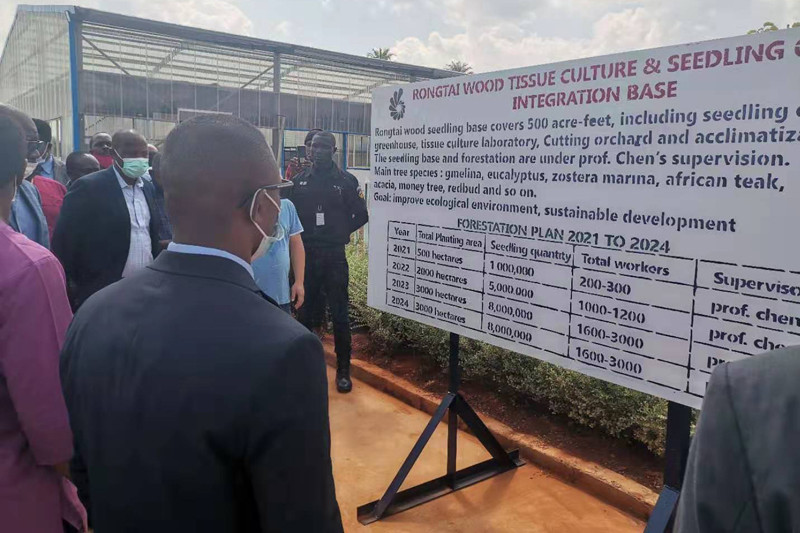 RONGTAI WOOD TISSUE CULTURE & SEEDLING
INTEGRATION BASE
Rongtai wood seedling base covers 500 acre-feet, including seedling
greenhouse, tissue culture laboratory, Cutting orchard and acclimatiza
The seedling base and forestation are under prof. Chen's supervision.
Main tree species : gmelina, eucalyptus, zostera marina, african teak,
acacia, money tree, redbud and so on.
Goal: improve ecological environment, sustainable development
FORESTATION PLAN 2021 TO 2024
Year Total Planting area Seedling quantity Total workers Superviso
2021 500 hectares 1 000,000 200-300 prof. chen
2022 2000 hectares 5,000,000 1000-1200 prof. che
2023 3000 hectares 8,000,000 1600-3000 pr
2024 3000 hectares 8,000,000 1600-3000